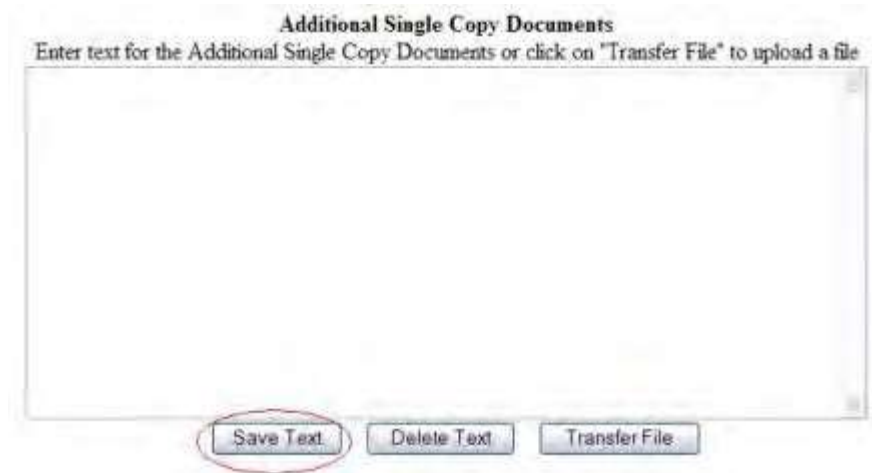 Additional Single Copy Documents
Enter text for the Additional Single Copy Documents or click on "Transfer File" to upload a file
Save Text Delete Text Transfer File